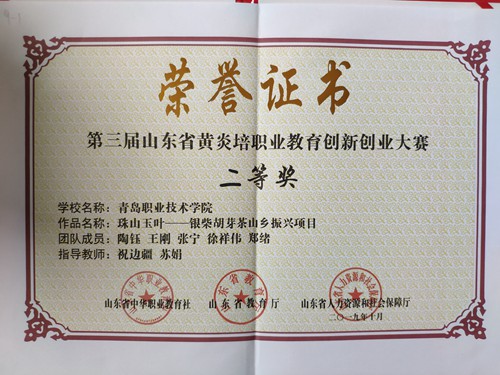 9-1
荣誉证书
第三届山东省黄炎培职业教育创新创业大赛
二等奖
学校名称：青岛职业技术学院
作品名称：珠山玉叶——银柴胡芽茶山乡振兴项目
团队成员：陶钰 王刚 张宁 徐祥伟 郑绪
指导教师：祝边疆 苏娟
山东省中华职业教育社 山东省教育厅 山东省人力资源和社会保障厅
二〇一九年十月